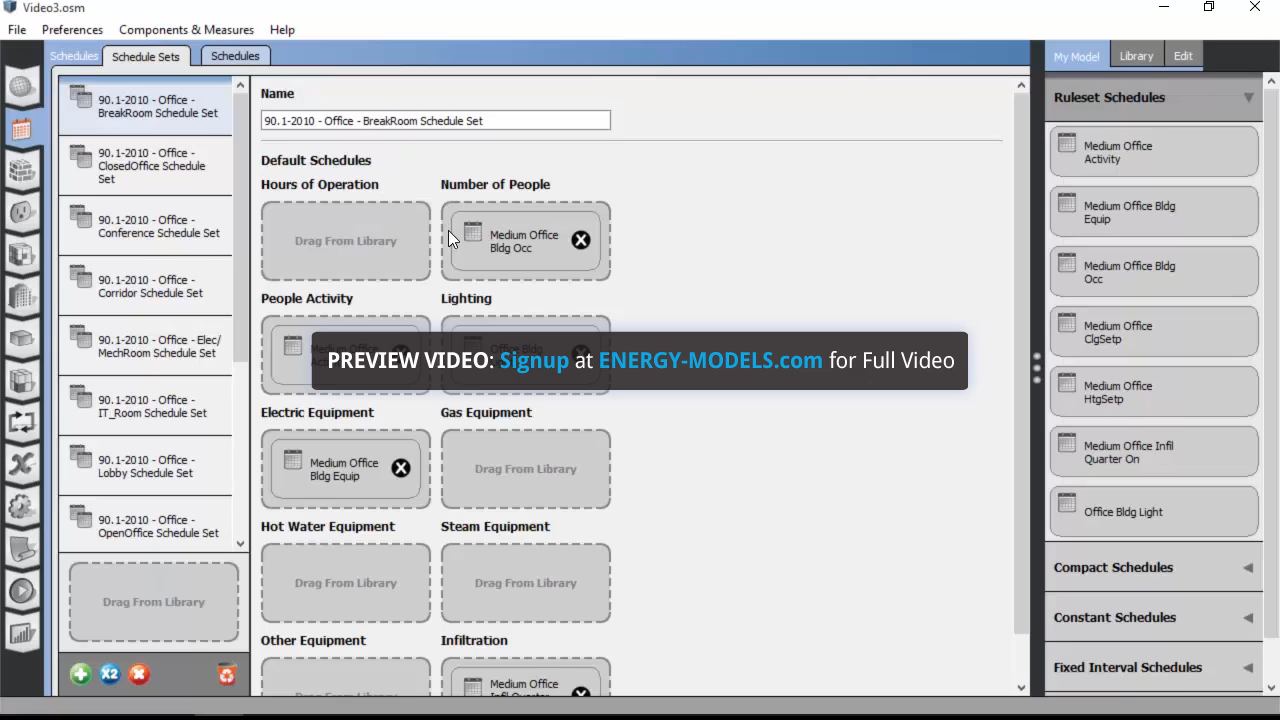 Video3.osm
File Preferences Components & Measures Help
Schedules Schedule Sets Schedules
My Model Library Edit
90.1-2010 - Office -
BreakRoom Schedule Set
90.1-2010 - Office -
ClosedOffice Schedule
Set
90.1-2010 - Office -
Conference Schedule Set
90.1-2010 - Office -
Corridor Schedule Set
90.1-2010 - Office - Elec/
MechRoom Schedule Set
90.1-2010 - Office -
IT_Room Schedule Set
90.1-2010 - Office -
Lobby Schedule Set
90.1-2010 - Office -
OpenOffice Schedule Set
Drag From Library
X2
Name
90.1-2010 - Office - BreakRoom Schedule Set
Default Schedules
Hours of Operation Number of People
Drag From Library
Medium Office
Bldg Occ
People Activity Lighting
PREVIEW VIDEO: Signup at ENERGY-MODELS.com for Full Video
Electric Equipment Gas Equipment
Medium Office
Bldg Equip
Drag From Library
Hot Water Equipment Steam Equipment
Drag From Library Drag From Library
Other Equipment Infiltration
Medium Office
Ruleset Schedules
Medium Office
Activity
Medium Office Bldg
Equip
Medium Office Bldg
Occ
Medium Office
ClgSetp
Medium Office
HtgSetp
Medium Office Infil
Quarter On
Office Bldg Light
Compact Schedules
Constant Schedules
Fixed Interval Schedules